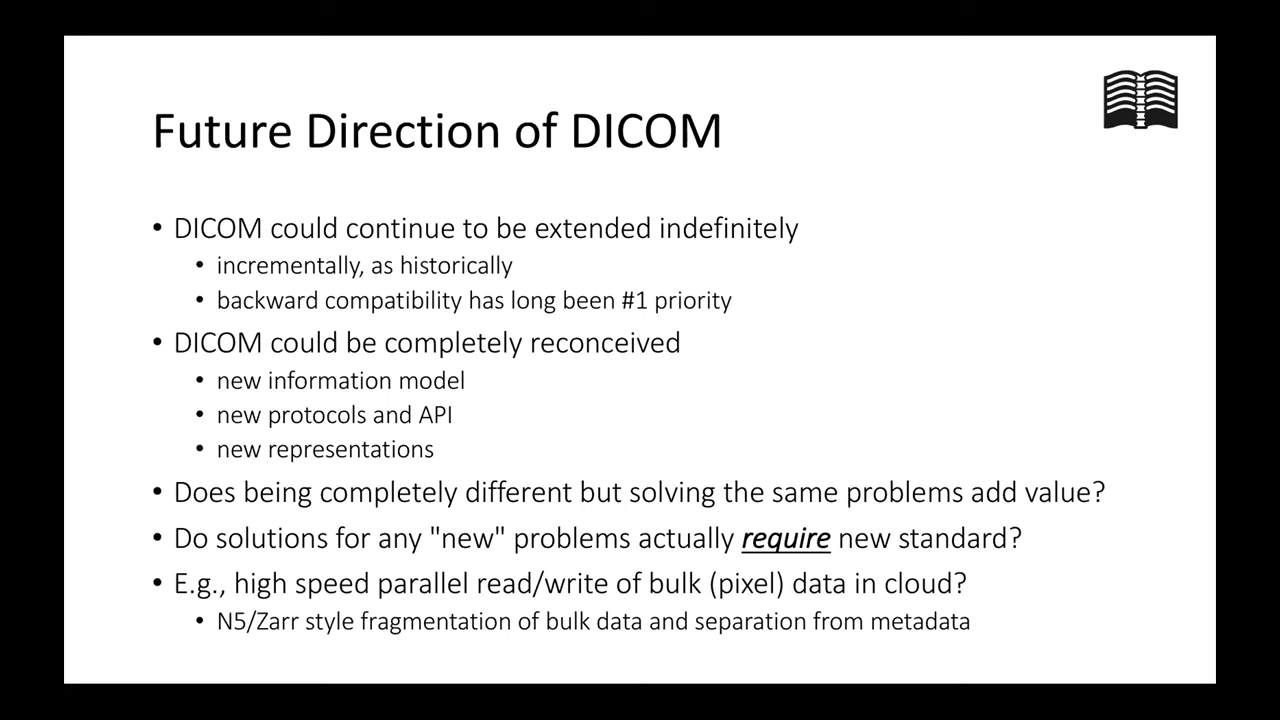 Future Direction of DICOM
• DICOM could continue to be extended indefinitely
• incrementally, as historically
• backward compatibility has long been #1 priority
• DICOM could be completely reconceived
• new information model
• new protocols and API
• new representations
• Does being completely different but solving the same problems add value?
• Do solutions for any "new" problems actually require new standard?
• E.g., high speed parallel read/write of bulk (pixel) data in cloud?
• N5/Zarr style fragmentation of bulk data and separation from metadata